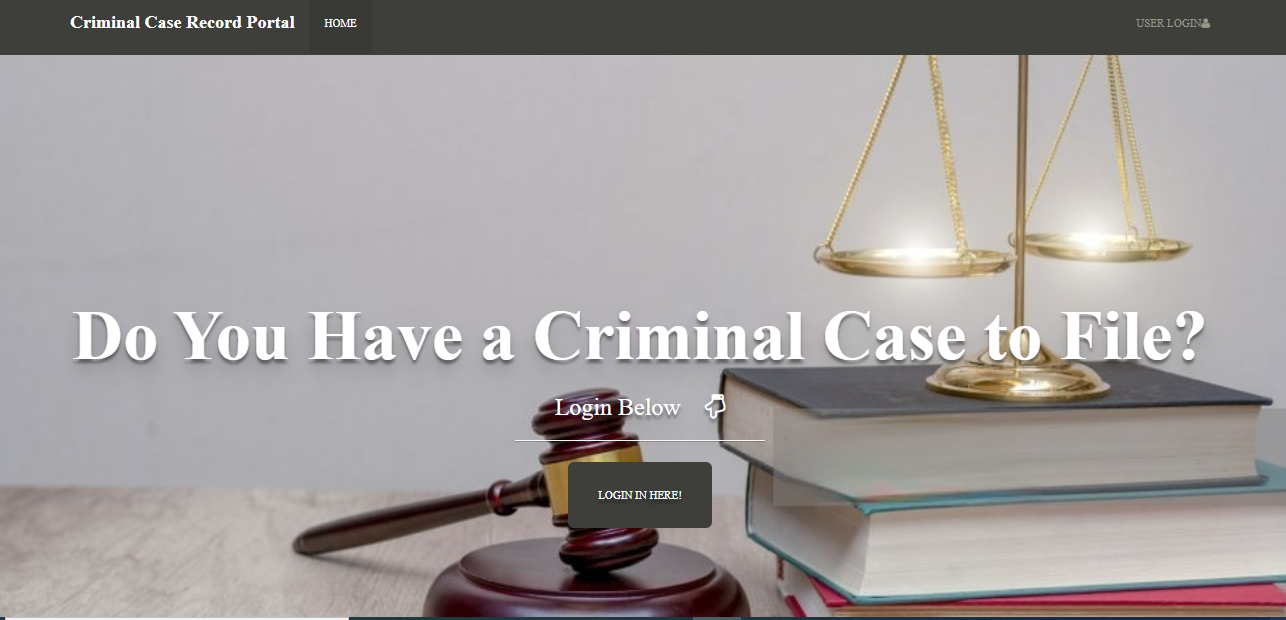 Criminal Case Record Portal HOME USER LOGIN
Do You Have a Criminal Case to File?
Login Below
LOGIN IN HERE!